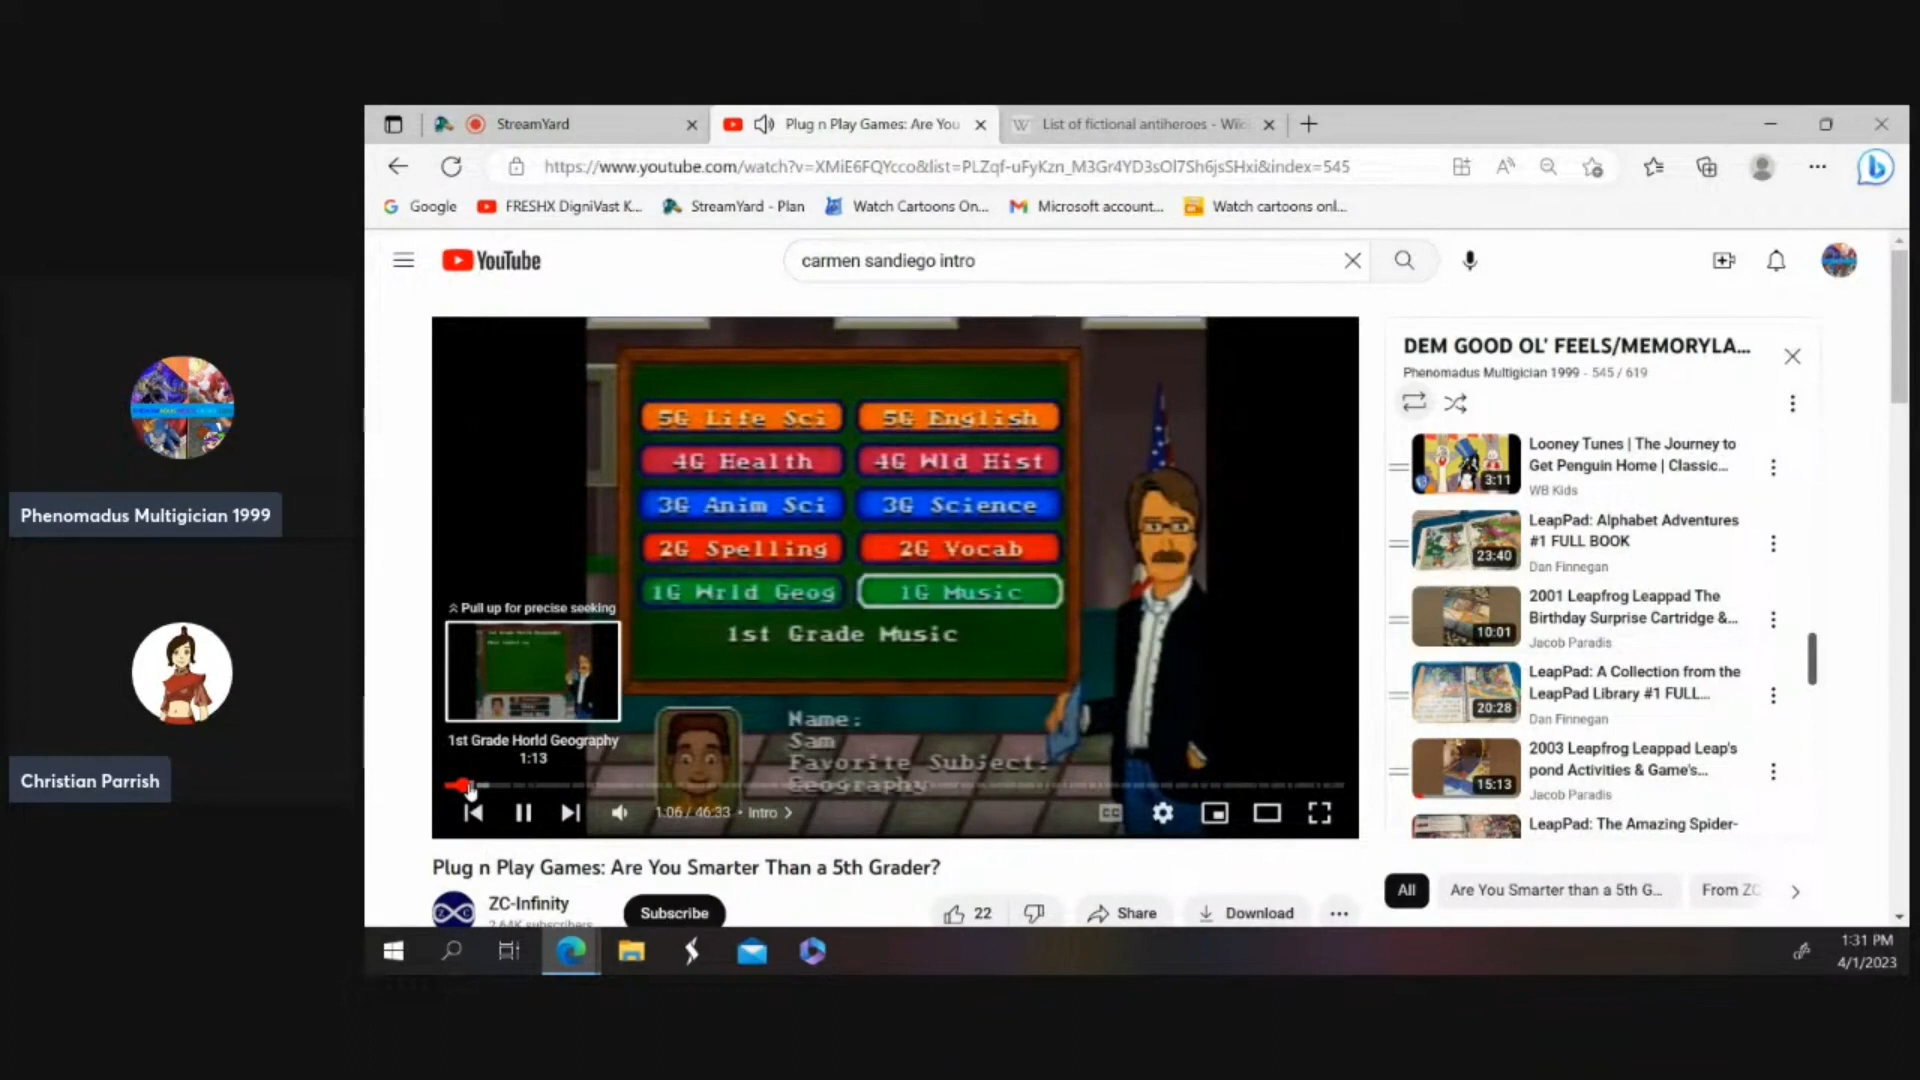 StreamYard
Plug n Play Games: Are You
List of fictional antiheroes - Wiki
https://www.youtube.com/watch?v=XMiE6FQYcco&list=PLZqf-uFyKzn_M3Gr4YD3sOl7Sh6jsSHxi&index=545
Google
FRESHX DigniVast K...
StreamYard - Plan
Watch Cartoons On...
Microsoft account...
Watch cartoons onl...
YouTube
carmen sandiego intro
5G Life Sci
5G English
4G Health
4G Wld Hist
3G Anim Sci
3G Science
2G Spelling
2G Vocab
1G Wrld Geog
1G Music
1st Grade Music
Name:
Sam
Favorite Subject:
Geography
Pull up for precise seeking
1st Grade Horld Geography
1:13
1:06 / 46:33 • Intro >
CC
Plug n Play Games: Are You Smarter Than a 5th Grader?
ZC-Infinity
2.64K subscribers
Subscribe
22
Share
Download
DEM GOOD OL' FEELS/MEMORYLA...
Phenomadus Multigician 1999 - 545 / 619
Looney Tunes | The Journey to
Get Penguin Home | Classic...
WB Kids
3:11
LeapPad: Alphabet Adventures
#1 FULL BOOK
Dan Finnegan
23:40
2001 Leapfrog Leappad The
Birthday Surprise Cartridge &...
Jacob Paradis
10:01
LeapPad: A Collection from the
LeapPad Library #1 FULL...
Dan Finnegan
20:28
2003 Leapfrog Leappad Leap's
pond Activities & Game's...
Jacob Paradis
15:13
LeapPad: The Amazing Spider-
All
Are You Smarter than a 5th G...
From ZC
Phenomadus Multigician 1999
Christian Parrish
1:31 PM
4/1/2023